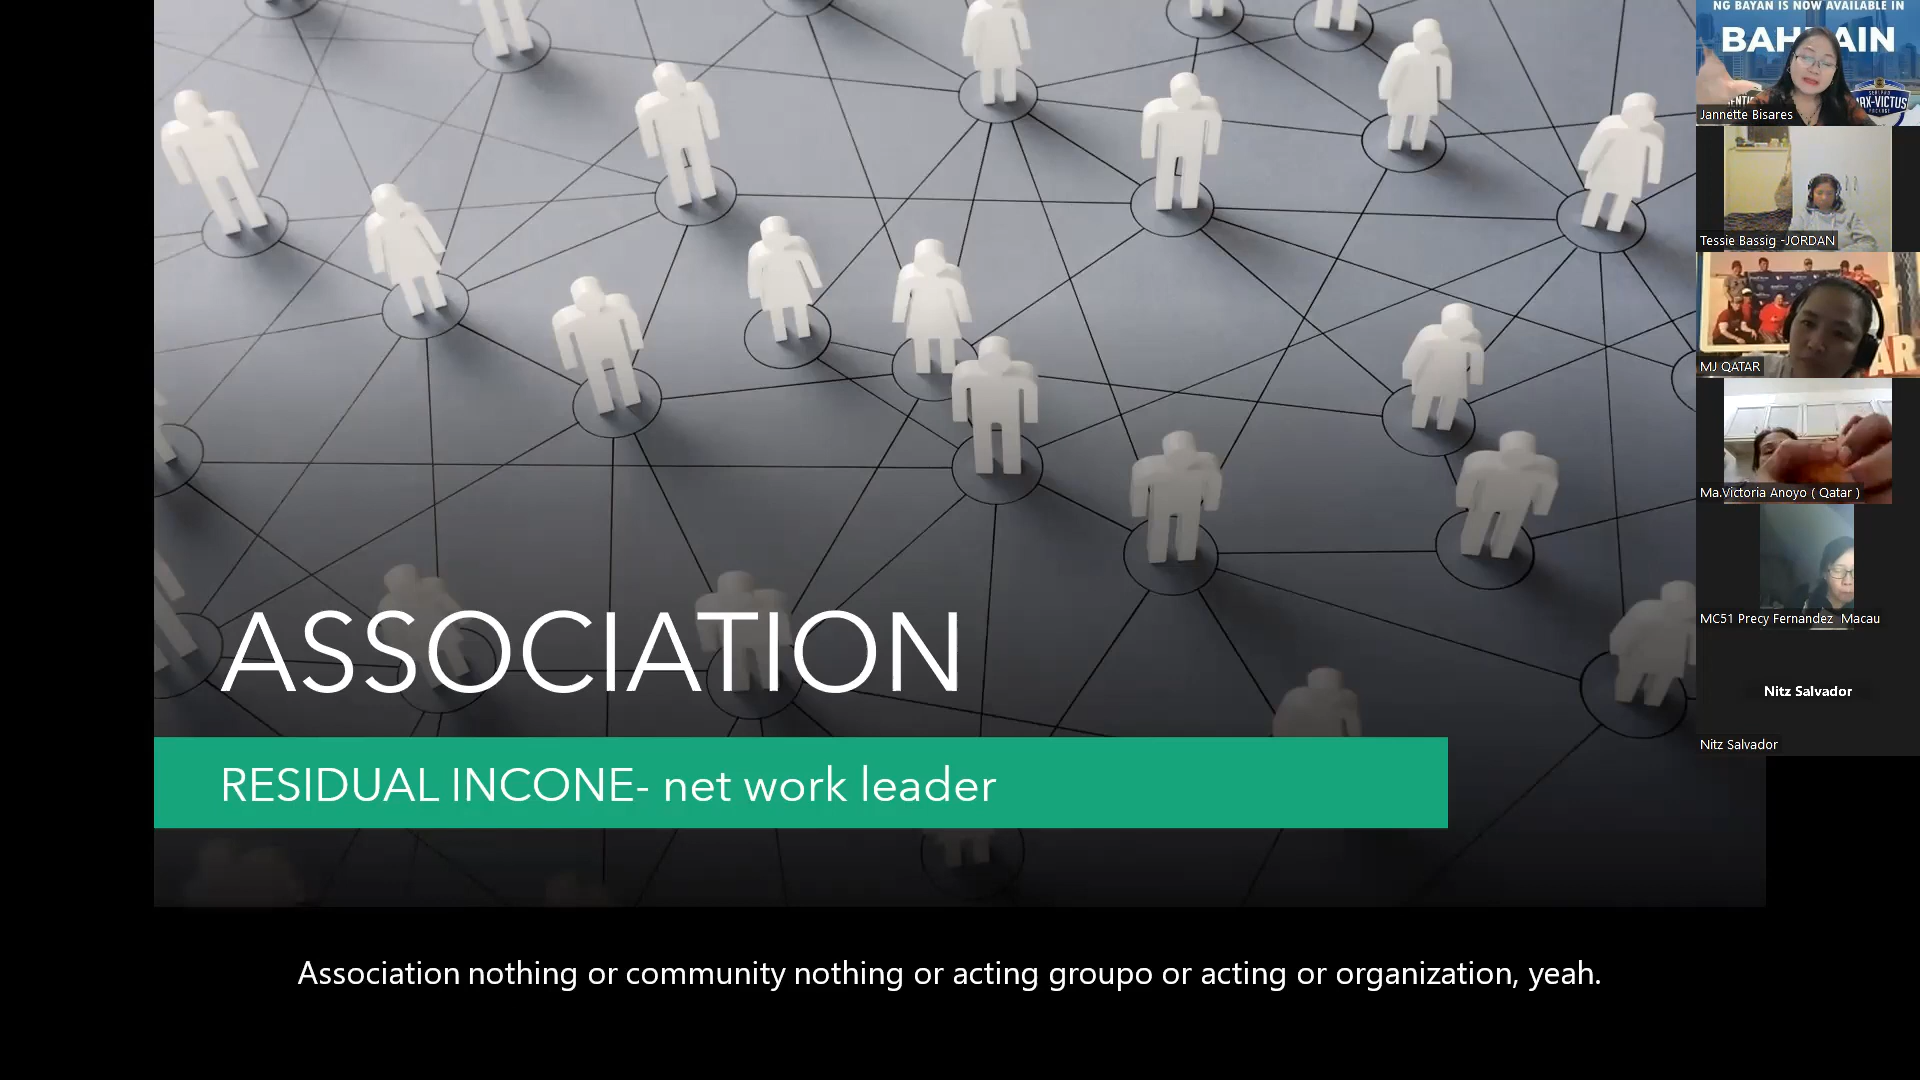 ASSOCIATION
RESIDUAL INCONE- net work leader
Association nothing or community nothing or acting groupo or acting or organization, yeah.
NG BAYAN IS NOW AVAILABLE IN
Jannette Bisares
Tessie Bassig -JORDAN
MJ QATAR
Ma.Victoria Anoyo ( Qatar )
MC51 Precy Fernandez Macau
Nitz Salvador
Nitz Salvador